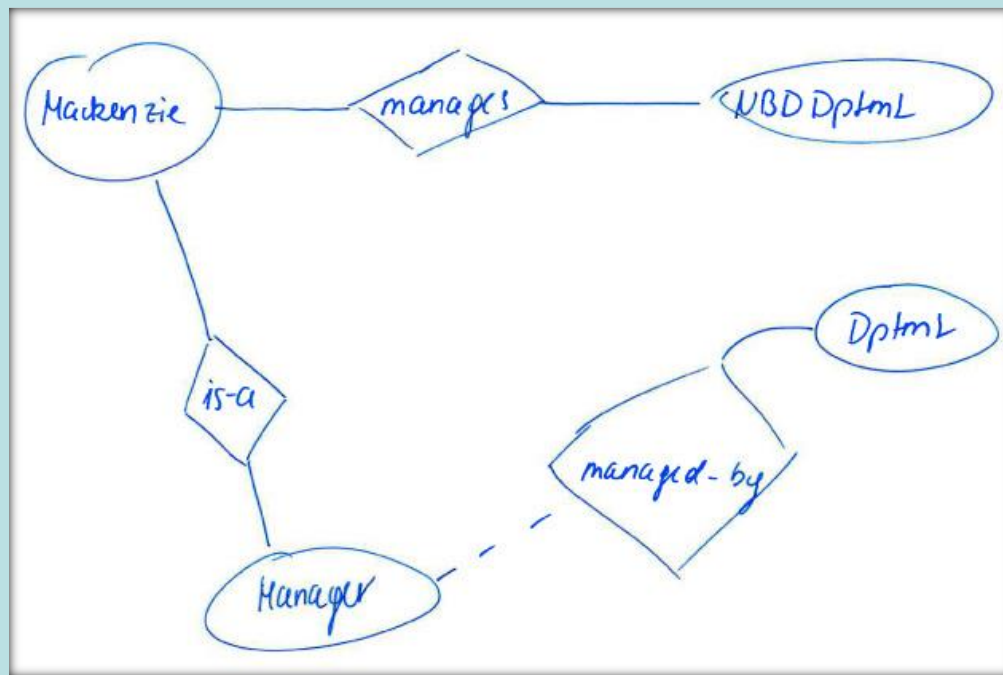 Mackenzie
manages
NBD Dptmt
is-a
Dptmt
managed-by
Manager